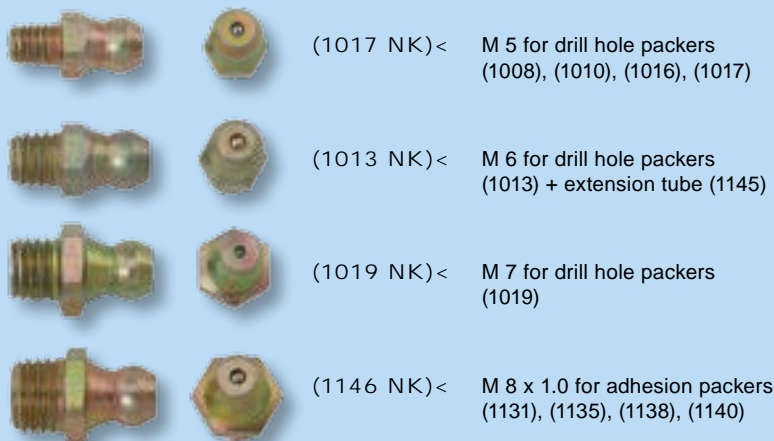 (1017 NK)< M 5 for drill hole packers
(1008), (1010), (1016), (1017)
(1013 NK)< M 6 for drill hole packers
(1013) + extension tube (1145)
(1019 NK)< M 7 for drill hole packers
(1019)
(1146 NK)< M 8 x 1.0 for adhesion packers
(1131), (1135), (1138), (1140)